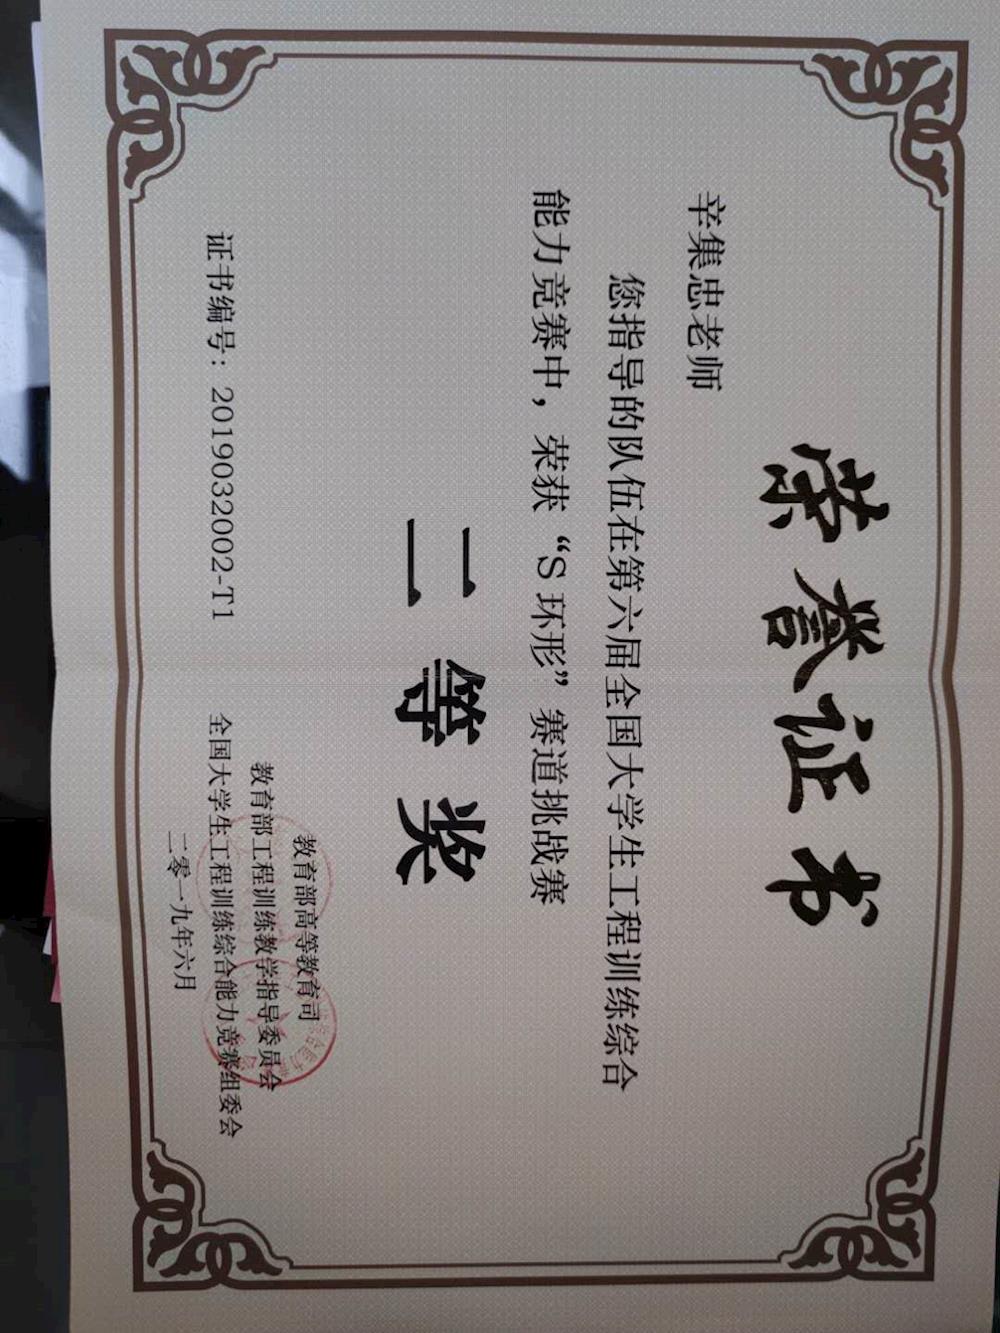 荣誉证书
辛集忠老师
您指导的队伍在第六届全国大学生工程训练综合
能力竞赛中，荣获“S环形”赛道挑战赛
二等奖
教育部高等教育司
教育部工程训练教学指导委员会
证书编号：2019032002-T1
全国大学生工程训练综合能力竞赛组委会
二零一九年六月